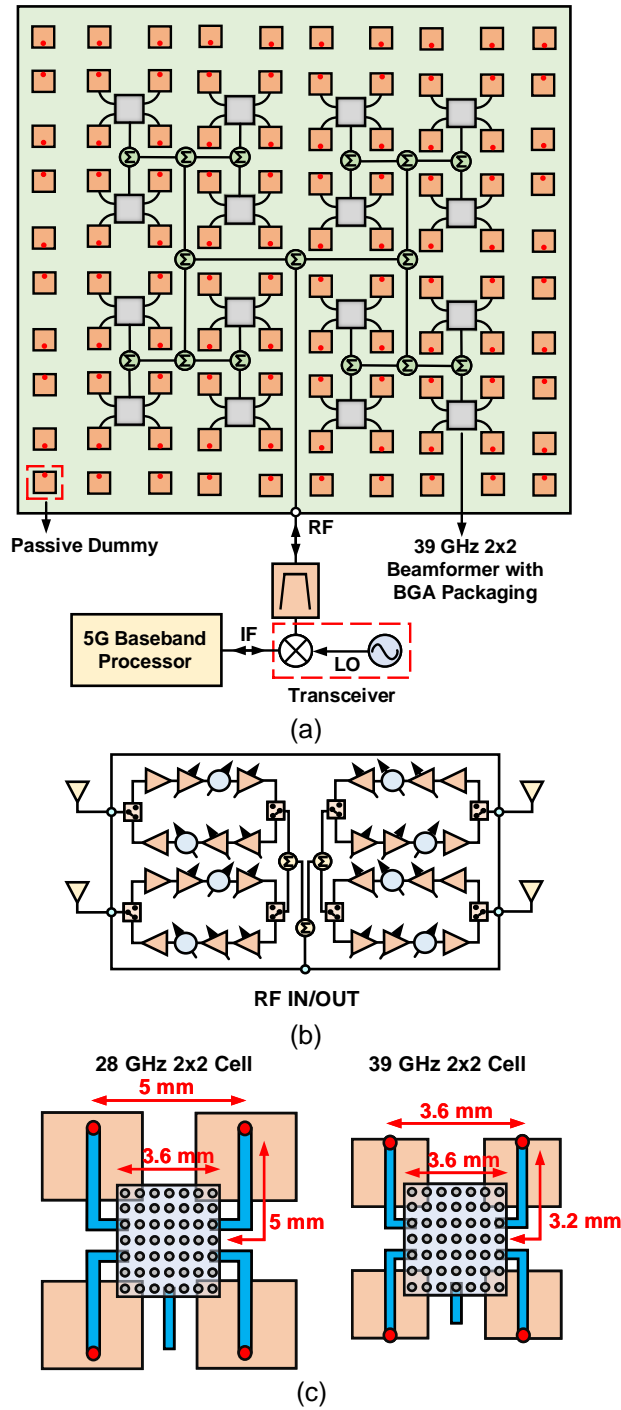 Σ Σ Σ Σ Σ Σ
Σ Σ Σ
Σ Σ Σ Σ Σ Σ
RF
Passive Dummy
39 GHz 2x2
Beamformer with
BGA Packaging
5G Baseband
Processor
IF
LO
Transceiver
(a)
Σ Σ
Σ
RF IN/OUT
(b)
28 GHz 2x2 Cell
39 GHz 2x2 Cell
5 mm
3.6 mm
3.6 mm
3.6 mm
5 mm
3.2 mm
(c)